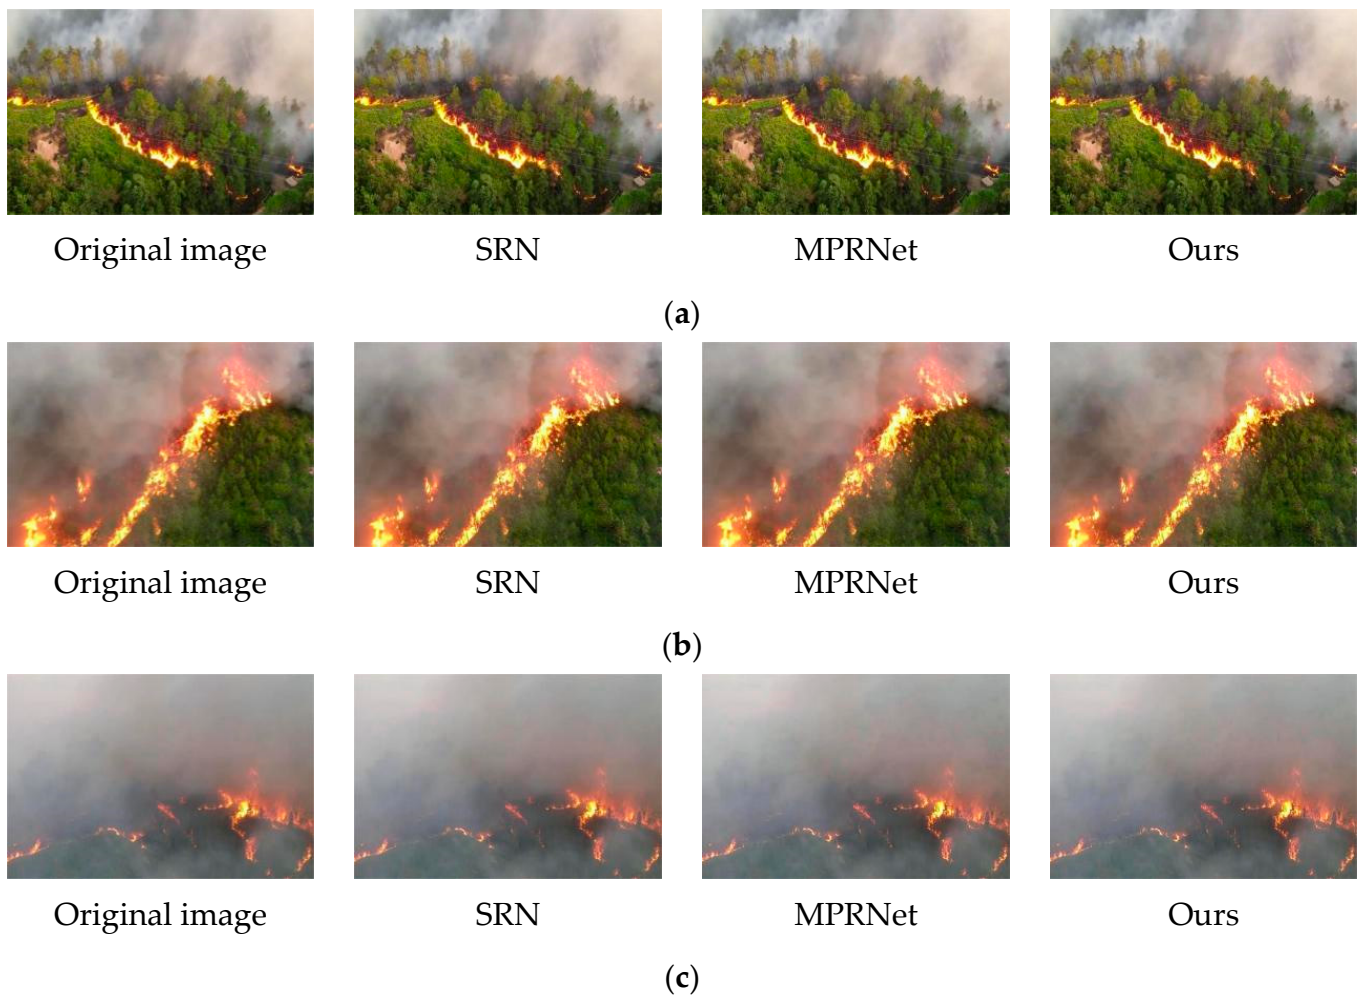 Original image SRN MPRNet Ours
(a)
Original image SRN MPRNet Ours
(b)
Original image SRN MPRNet Ours
(c)